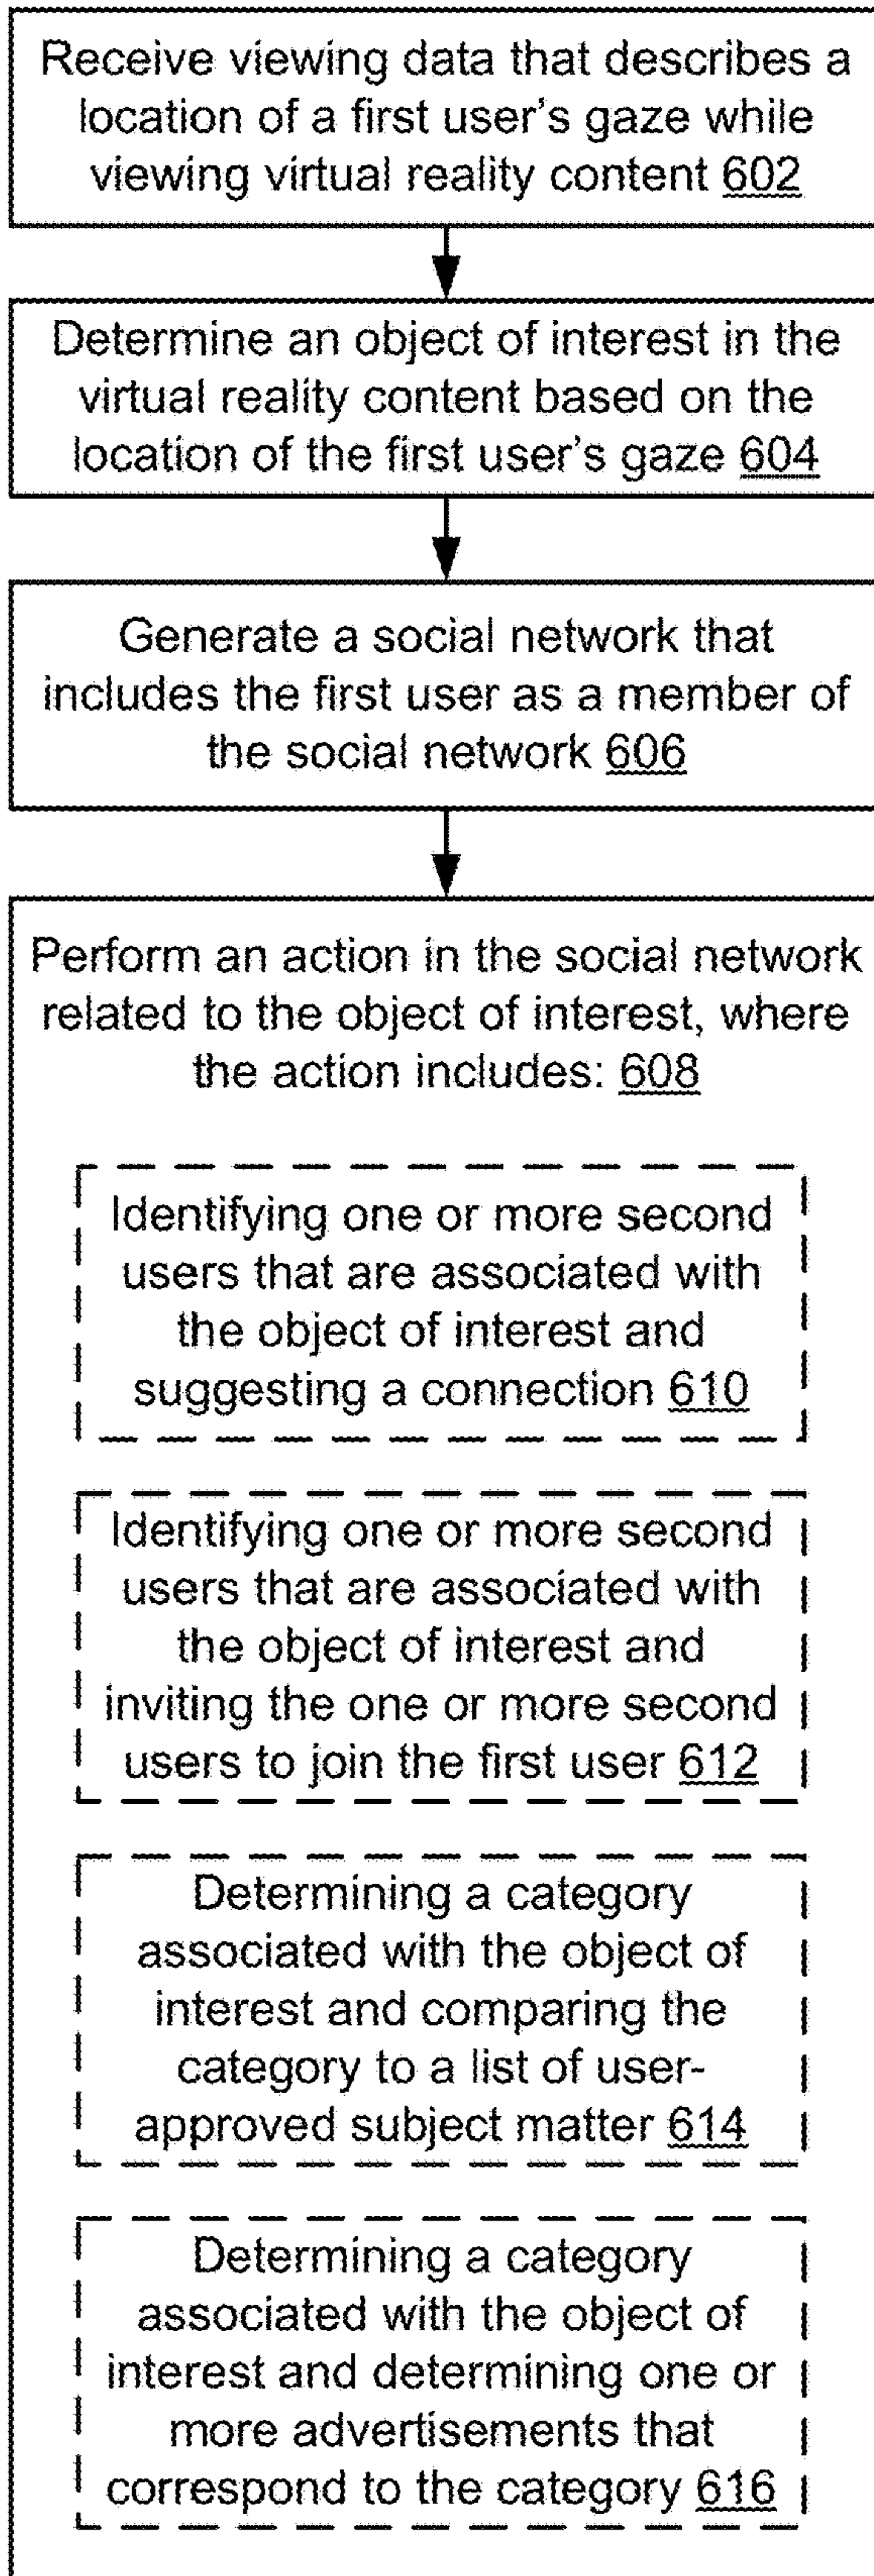 Receive viewing data that describes a
location of a first user's gaze while
viewing virtual reality content 602
Determine an object of interest in the
virtual reality content based on the
location of the first user's gaze 604
Generate a social network that
includes the first user as a member of
the social network 606
Perform an action in the social network
related to the object of interest, where
the action includes: 608
Identifying one or more second
users that are associated with
the object of interest and
suggesting a connection 610
Identifying one or more second
users that are associated with
the object of interest and
inviting the one or more second
users to join the first user 612
Determining a category
associated with the object of
interest and comparing the
category to a list of user-
approved subject matter 614
Determining a category
associated with the object of
interest and determining one or
more advertisements that
correspond to the category 616